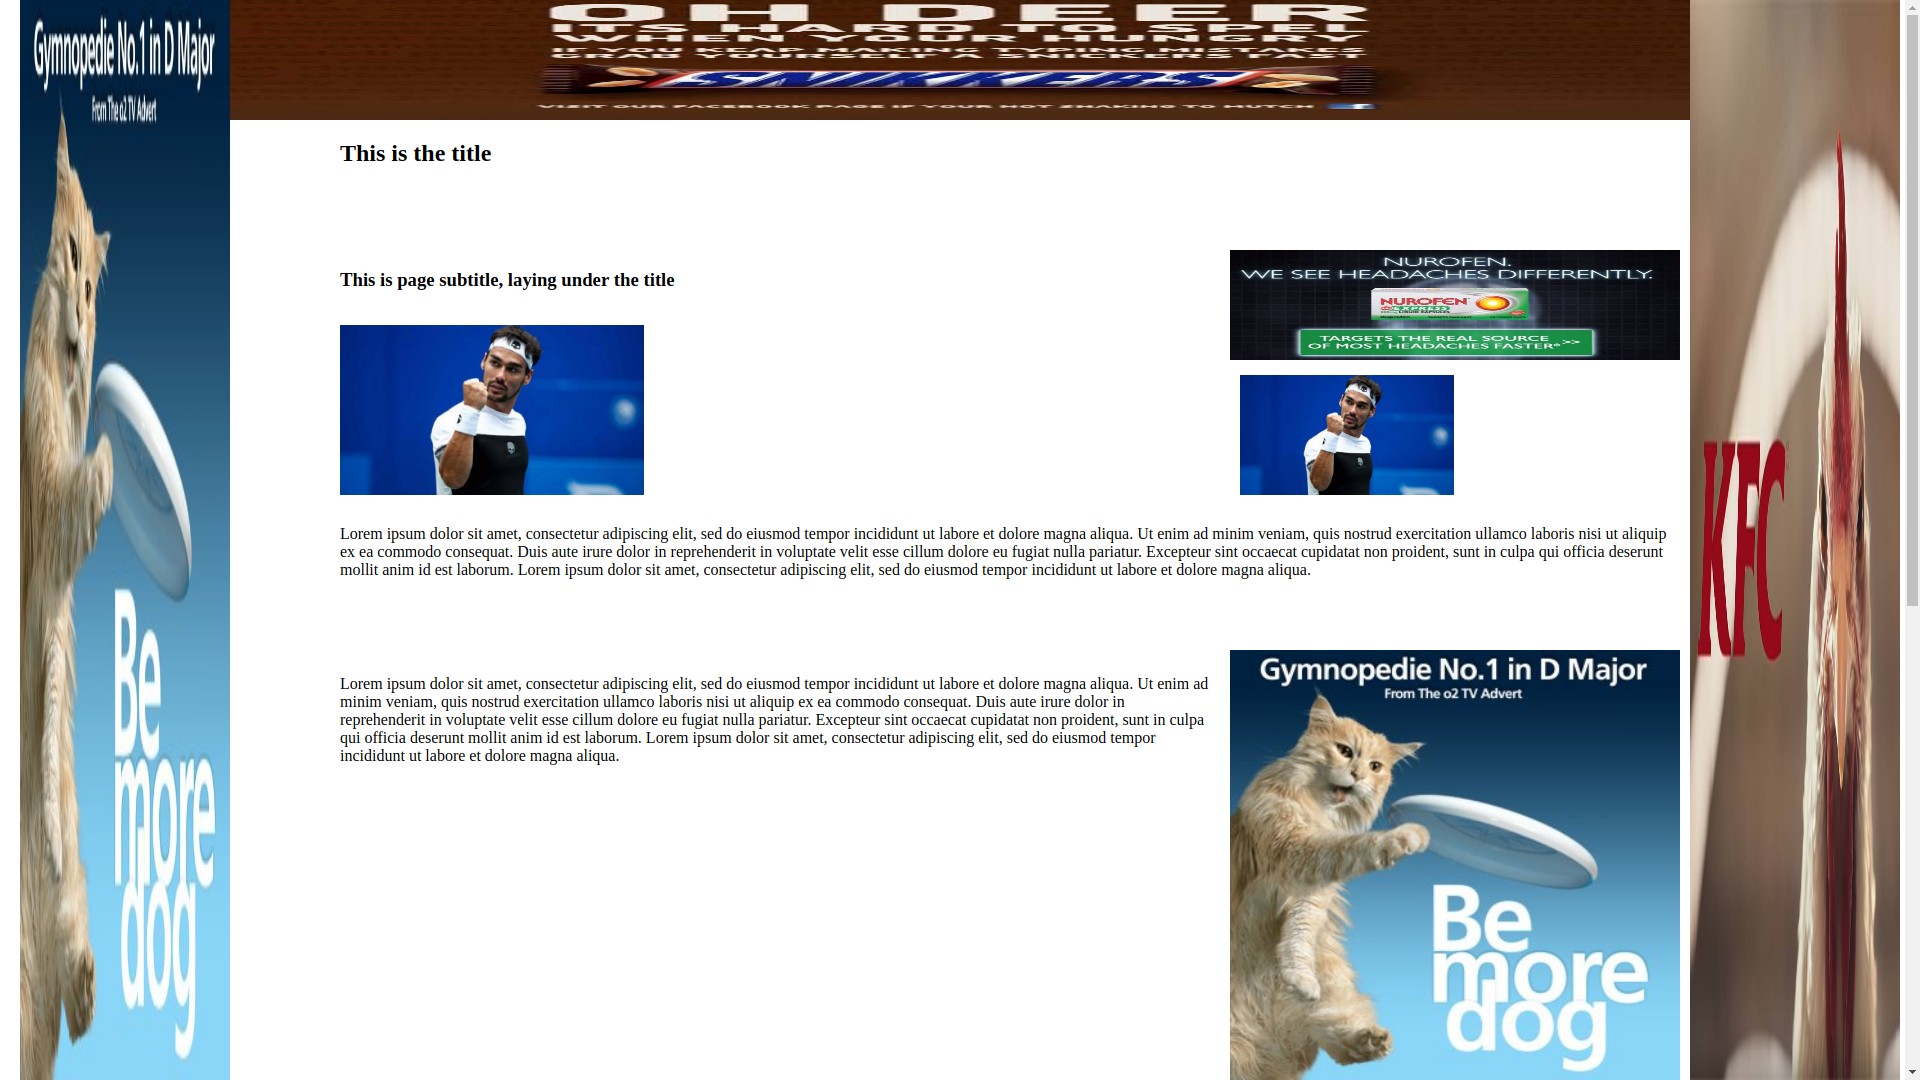 Gymnopedie No.1 in D Major
From The o2 TV Advert
Be
more
dog
OH DEER
ITS HARD TO SPEL
WHEN YOUR HUNGRY
IF YOU KEAP MAKING TYPING MISTAKES
GRAB YOURSELF A SNICKERS FAST
VIZIT OUR FACEBOOK PAGE IF YOUR NOT ZMAKING TO MUTCH
This is the title
This is page subtitle, laying under the title
NUROFEN.
WE SEE HEADACHES DIFFERENTLY.
NUROFEN
EXPRESS
LIQUID CAPSULES
TARGETS THE REAL SOURCE
OF MOST HEADACHES FASTER* >>
KFC
Lorem ipsum dolor sit amet, consectetur adipiscing elit, sed do eiusmod tempor incididunt ut labore et dolore magna aliqua. Ut enim ad minim veniam, quis nostrud exercitation ullamco laboris nisi ut aliquip
ex ea commodo consequat. Duis aute irure dolor in reprehenderit in voluptate velit esse cillum dolore eu fugiat nulla pariatur. Excepteur sint occaecat cupidatat non proident, sunt in culpa qui officia deserunt
mollit anim id est laborum. Lorem ipsum dolor sit amet, consectetur adipiscing elit, sed do eiusmod tempor incididunt ut labore et dolore magna aliqua.
Lorem ipsum dolor sit amet, consectetur adipiscing elit, sed do eiusmod tempor incididunt ut labore et dolore magna aliqua. Ut enim ad
minim veniam, quis nostrud exercitation ullamco laboris nisi ut aliquip ex ea commodo consequat. Duis aute irure dolor in
reprehenderit in voluptate velit esse cillum dolore eu fugiat nulla pariatur. Excepteur sint occaecat cupidatat non proident, sunt in culpa
qui officia deserunt mollit anim id est laborum. Lorem ipsum dolor sit amet, consectetur adipiscing elit, sed do eiusmod tempor
incididunt ut labore et dolore magna aliqua.
Gymnopedie No.1 in D Major
From The o2 TV Advert
Be
more
dog